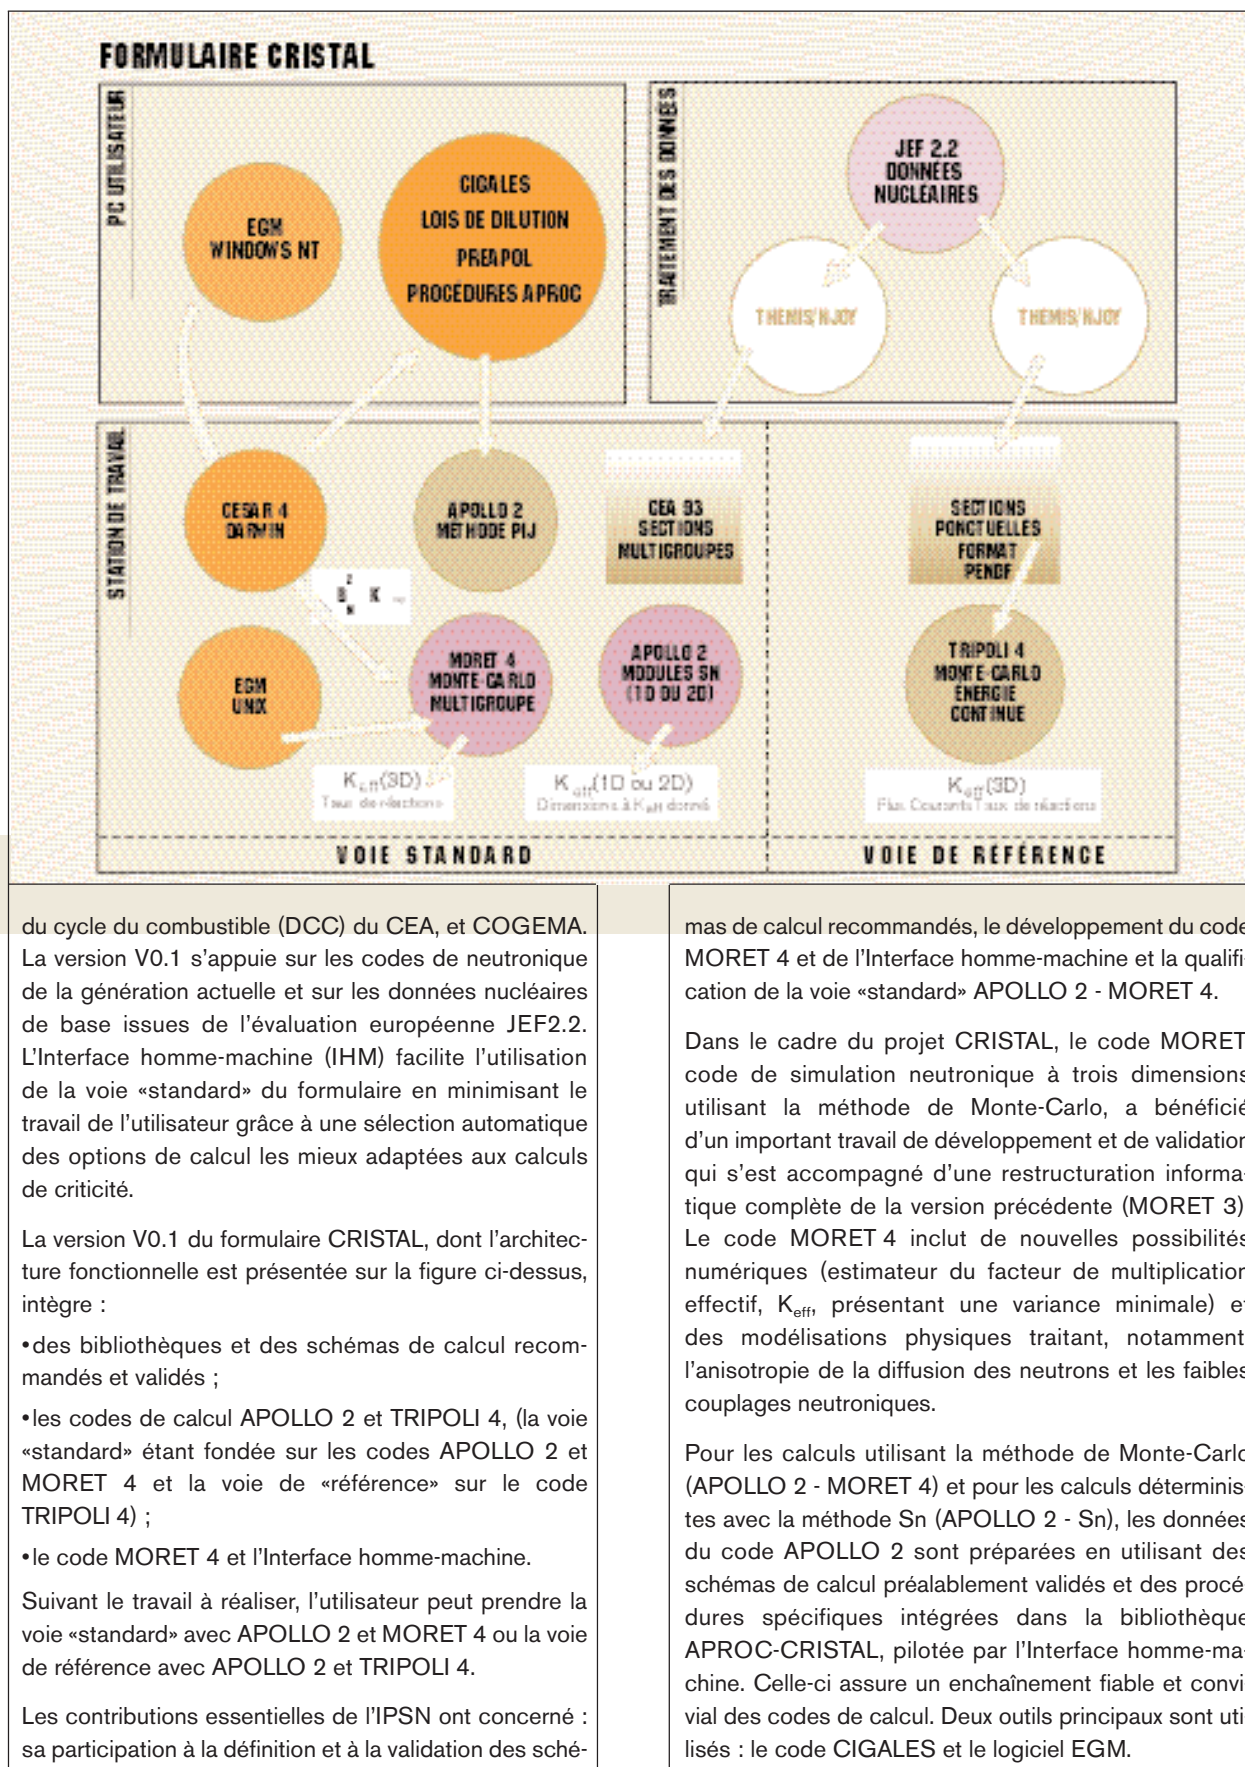 FORMULAIRE CRISTAL
PC UTILISATEUR
EGM
WINDOWS NT
CIGALES
LOIS DE DILUTION
PREAPOL
PROCÉDURES APROC
TRAITEMENT DES DONNÉES
JEF 2.2
DONNÉES
NUCLÉAIRES
THEMIS/NJOY
THEMIS/NJOY
STATION DE TRAVAIL
CESAR 4
DARWIN
APOLLO 2
METHODE PIJ
CEA 93
SECTIONS
MULTIGROUPES
SECTIONS
PONCTUELLES
FORMAT
PENDF
EGM
UNIX
MORET 4
MONTE-CARLO
MULTIGROUPE
APOLLO 2
MODULES SN
(1D OU 2D)
TRIPOLI 4
MONTE-CARLO
ENERGIE
CONTINUE
Keff(3D)
Taux de réactions
Keff(1D ou 2D)
Dimensions à Keff donné
Keff(3D)
Flux Courants Taux de réactions
VOIE STANDARD
VOIE DE RÉFÉRENCE
du cycle du combustible (DCC) du CEA, et COGEMA.
La version V0.1 s’appuie sur les codes de neutronique
de la génération actuelle et sur les données nucléaires
de base issues de l’évaluation européenne JEF2.2.
L’Interface homme-machine (IHM) facilite l’utilisation
de la voie «standard» du formulaire en minimisant le
travail de l’utilisateur grâce à une sélection automatique
des options de calcul les mieux adaptées aux calculs
de criticité.
La version V0.1 du formulaire CRISTAL, dont l’architec-
ture fonctionnelle est présentée sur la figure ci-dessus,
intègre :
•des bibliothèques et des schémas de calcul recom-
mandés et validés ;
•les codes de calcul APOLLO 2 et TRIPOLI 4, (la voie
«standard» étant fondée sur les codes APOLLO 2 et
MORET 4 et la voie de «référence» sur le code
TRIPOLI 4) ;
•le code MORET 4 et l’Interface homme-machine.
Suivant le travail à réaliser, l’utilisateur peut prendre la
voie «standard» avec APOLLO 2 et MORET 4 ou la voie
de référence avec APOLLO 2 et TRIPOLI 4.
Les contributions essentielles de l’IPSN ont concerné :
sa participation à la définition et à la validation des sché-
mas de calcul recommandés, le développement du code
MORET 4 et de l’Interface homme-machine et la qualifi-
cation de la voie «standard» APOLLO 2 - MORET 4.
Dans le cadre du projet CRISTAL, le code MORET
code de simulation neutronique à trois dimensions
utilisant la méthode de Monte-Carlo, a bénéficié
d’un important travail de développement et de validation
qui s’est accompagné d’une restructuration informa-
tique complète de la version précédente (MORET 3)
Le code MORET 4 inclut de nouvelles possibilités
numériques (estimateur du facteur de multiplication
effectif, Keff, présentant une variance minimale) et
des modélisations physiques traitant, notamment
l’anisotropie de la diffusion des neutrons et les faibles
couplages neutroniques.
Pour les calculs utilisant la méthode de Monte-Carlo
(APOLLO 2 - MORET 4) et pour les calculs déterminis-
tes avec la méthode Sn (APOLLO 2 - Sn), les données
du code APOLLO 2 sont préparées en utilisant des
schémas de calcul préalablement validés et des procé-
dures spécifiques intégrées dans la bibliothèque
APROC-CRISTAL, pilotée par l’Interface homme-ma-
chine. Celle-ci assure un enchaînement fiable et convi-
vial des codes de calcul. Deux outils principaux sont uti-
lisés : le code CIGALES et le logiciel EGM.